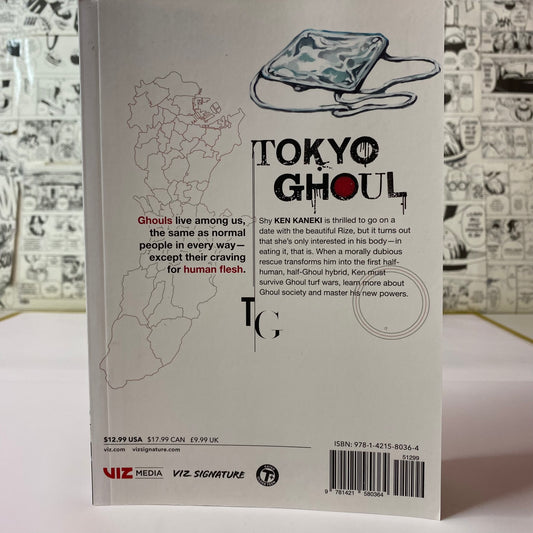 TOKYO
GHOUL
Ghouls live among us,
the same as normal
people in every way—
except their craving
for human flesh.
Shy KEN KANEKI is thrilled to go on a
date with the beautiful Rize, but it turns out
that she's only interested in his body—in
eating it, that is. When a morally dubious
rescue transforms him into the first half-
human, half-Ghoul hybrid, Ken must
survive Ghoul turf wars, learn more about
Ghoul society and master his new powers.
TG
$12.99 USA $17.99 CAN £9.99 UK
viz.com vizsignature.com
VIZ MEDIA VIZ SIGNATURE
ISBN: 978-1-4215-8036-4
51299
9 781421 580364